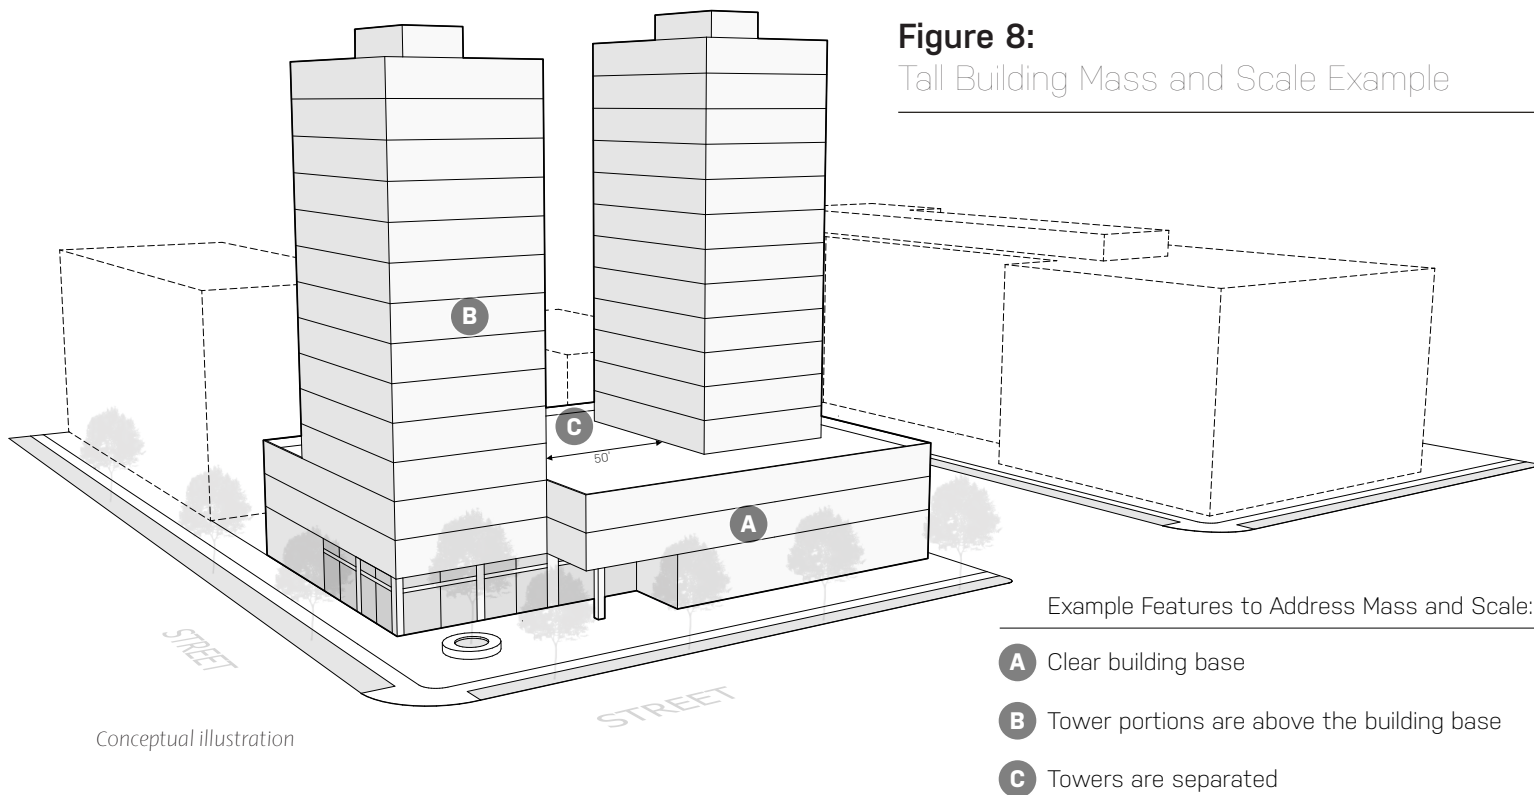 Figure 8:
Tall Building Mass and Scale Example
B
C
50'
A
STREET
STREET
Conceptual illustration
Example Features to Address Mass and Scale:
A Clear building base
B Tower portions are above the building base
C Towers are separated